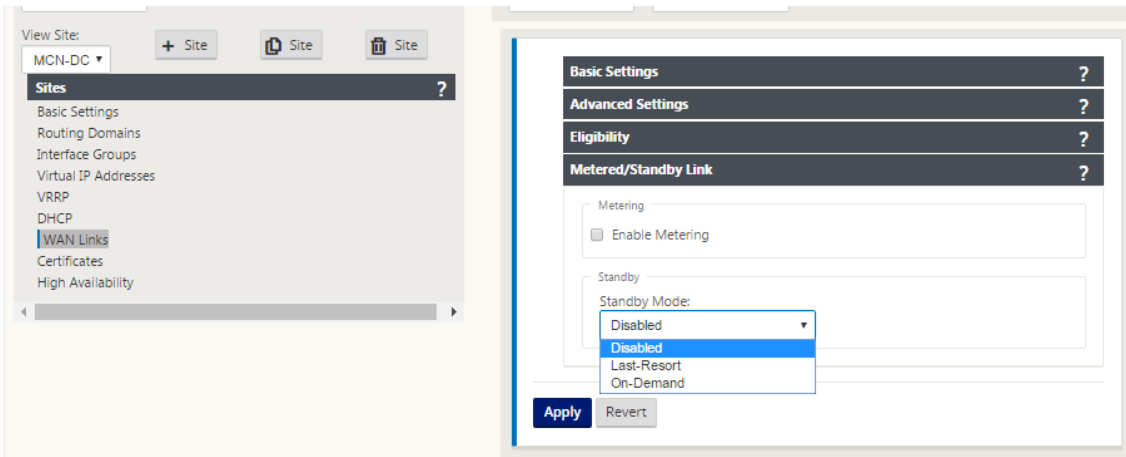 View Site:
MCN-DC
+ Site
Site
Site
Sites ?
Basic Settings
Routing Domains
Interface Groups
Virtual IP Addresses
VRRP
DHCP
WAN Links
Certificates
High Availability
Basic Settings ?
Advanced Settings ?
Eligibility ?
Metered/Standby Link ?
Metering
Enable Metering
Standby
Standby Mode:
Disabled
Disabled
Last-Resort
On-Demand
Apply Revert